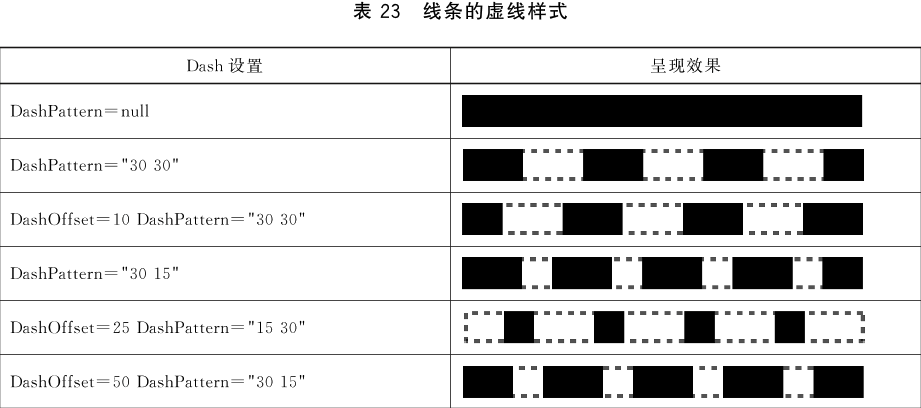 表 23 线条的虚线样式
Dash 设置 呈现效果
DashPattern=null
DashPattern="30 30"
DashOffset=10 DashPattern="30 30"
DashPattern="30 15"
DashOffset=25 DashPattern="15 30"
DashOffset=50 DashPattern="30 15"